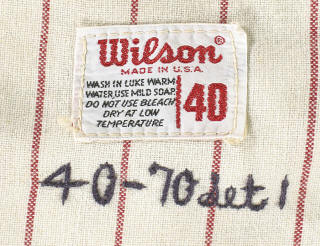 Wilson®
MADE IN U.S.A.
WASH IN LUKE WARM
WATER, USE MILD SOAP.
DO NOT USE BLEACH
DRY AT LOW
TEMPERATURE
40
40-70 det 1